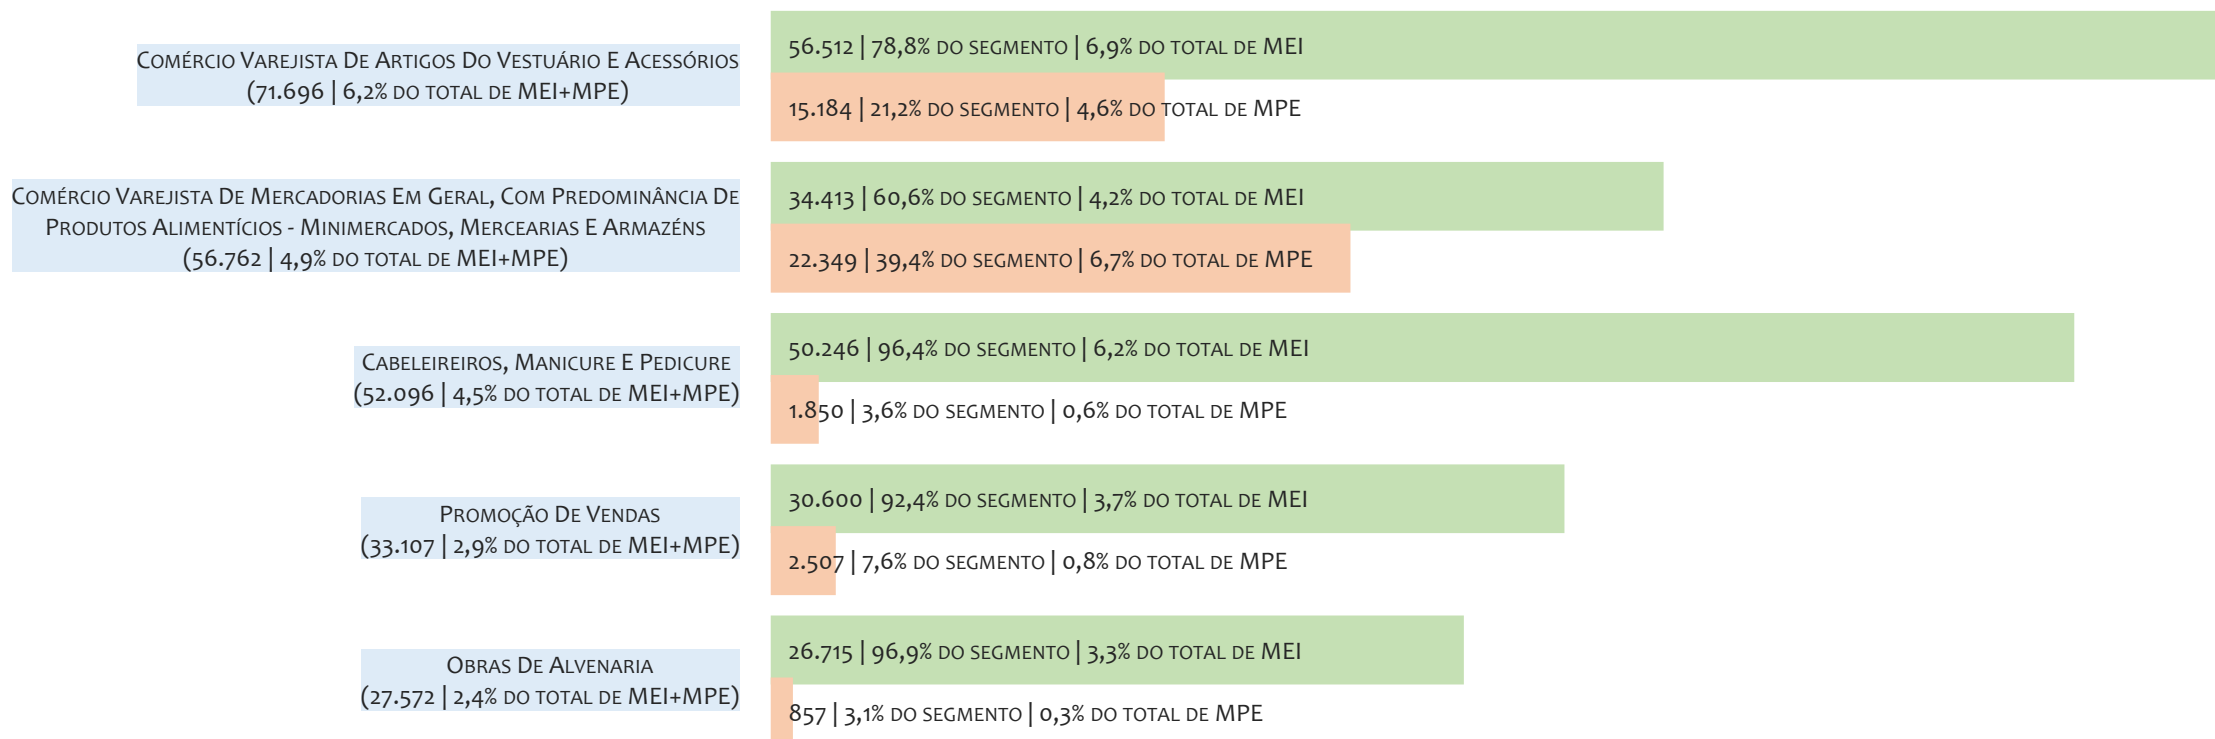 Comércio Varejista De Artigos Do Vestuário E Acessórios
(71.696 | 6,2% do total de MEI+MPE)
56.512 | 78,8% do segmento | 6,9% do total de MEI
15.184 | 21,2% do segmento | 4,6% do total de MPE
Comércio Varejista De Mercadorias Em Geral, Com Predominância De
Produtos Alimentícios - Minimercados, Mercearias E Armazéns
(56.762 | 4,9% do total de MEI+MPE)
34.413 | 60,6% do segmento | 4,2% do total de MEI
22.349 | 39,4% do segmento | 6,7% do total de MPE
Cabeleireiros, Manicure E Pedicure
(52.096 | 4,5% do total de MEI+MPE)
50.246 | 96,4% do segmento | 6,2% do total de MEI
1.850 | 3,6% do segmento | 0,6% do total de MPE
Promoção De Vendas
(33.107 | 2,9% do total de MEI+MPE)
30.600 | 92,4% do segmento | 3,7% do total de MEI
2.507 | 7,6% do segmento | 0,8% do total de MPE
Obras De Alvenaria
(27.572 | 2,4% do total de MEI+MPE)
26.715 | 96,9% do segmento | 3,3% do total de MEI
857 | 3,1% do segmento | 0,3% do total de MPE